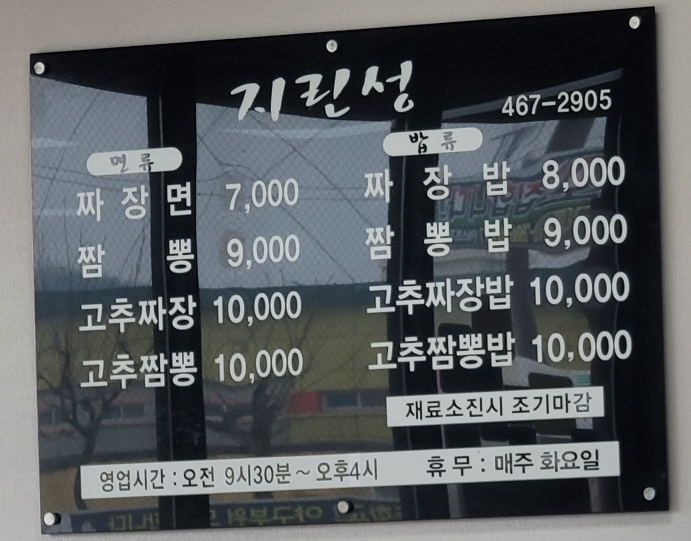 지린성
467-2905
면류
짜장면 7,000
짬뽕 9,000
고추짜장 10,000
고추짬뽕 10,000
밥류
짜장밥 8,000
짬뽕밥 9,000
고추짜장밥 10,000
고추짬뽕밥 10,000
재료소진시 조기마감
영업시간 : 오전 9시30분 ~ 오후4시 휴무 : 매주 화요일